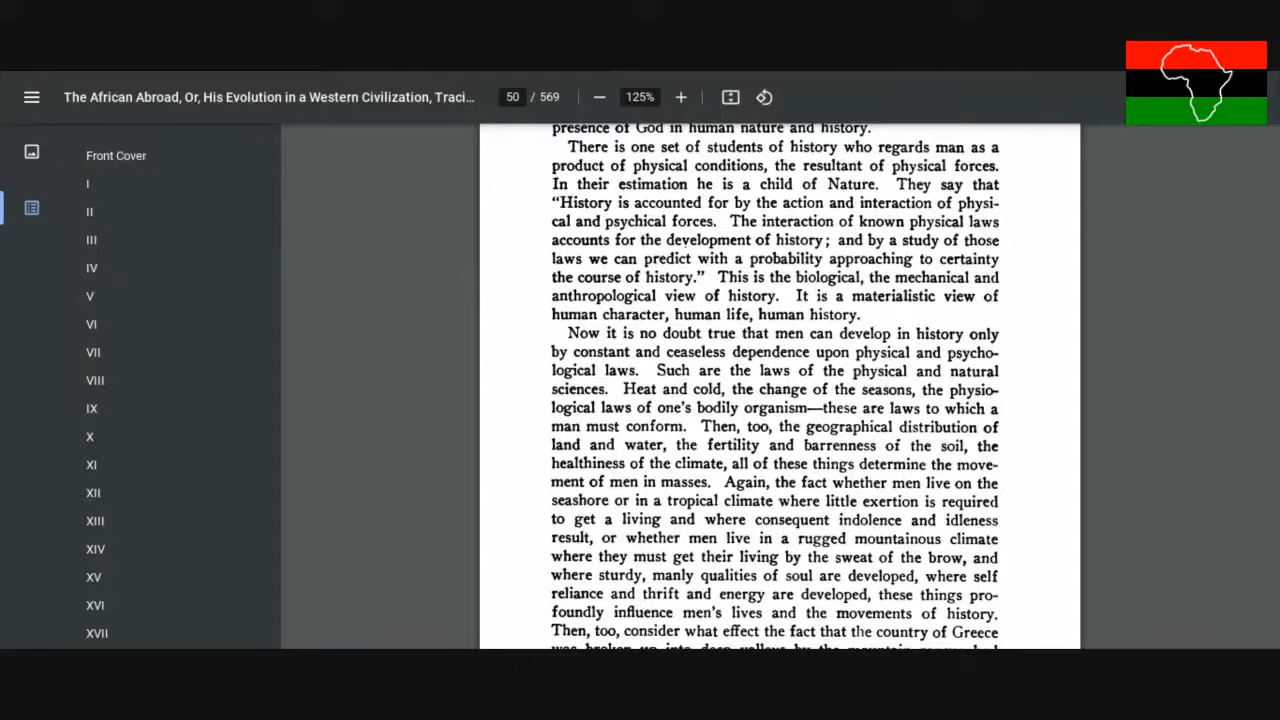 The African Abroad, Or, His Evolution in a Western Civilization, Traci...
50 / 569
125%
Front Cover
I
II
III
IV
V
VI
VII
VIII
IX
X
XI
XII
XIII
XIV
XV
XVI
XVII
presence of God in human nature and history.
There is one set of students of history who regards man as a
product of physical conditions, the resultant of physical forces.
In their estimation he is a child of Nature. They say that
“History is accounted for by the action and interaction of physi-
cal and psychical forces. The interaction of known physical laws
accounts for the development of history; and by a study of those
laws we can predict with a probability approaching to certainty
the course of history.” This is the biological, the mechanical and
anthropological view of history. It is a materialistic view of
human character, human life, human history.
Now it is no doubt true that men can develop in history only
by constant and ceaseless dependence upon physical and psycho-
logical laws. Such are the laws of the physical and natural
sciences. Heat and cold, the change of the seasons, the physio-
logical laws of one's bodily organism—these are laws to which a
man must conform. Then, too, the geographical distribution of
land and water, the fertility and barrenness of the soil, the
healthiness of the climate, all of these things determine the move-
ment of men in masses. Again, the fact whether men live on the
seashore or in a tropical climate where little exertion is required
to get a living and where consequent indolence and idleness
result, or whether men live in a rugged mountainous climate
where they must get their living by the sweat of the brow, and
where sturdy, manly qualities of soul are developed, where self
reliance and thrift and energy are developed, these things pro-
foundly influence men's lives and the movements of history.
Then, too, consider what effect the fact that the country of Greece
was broken up into deep valleys by the mountain